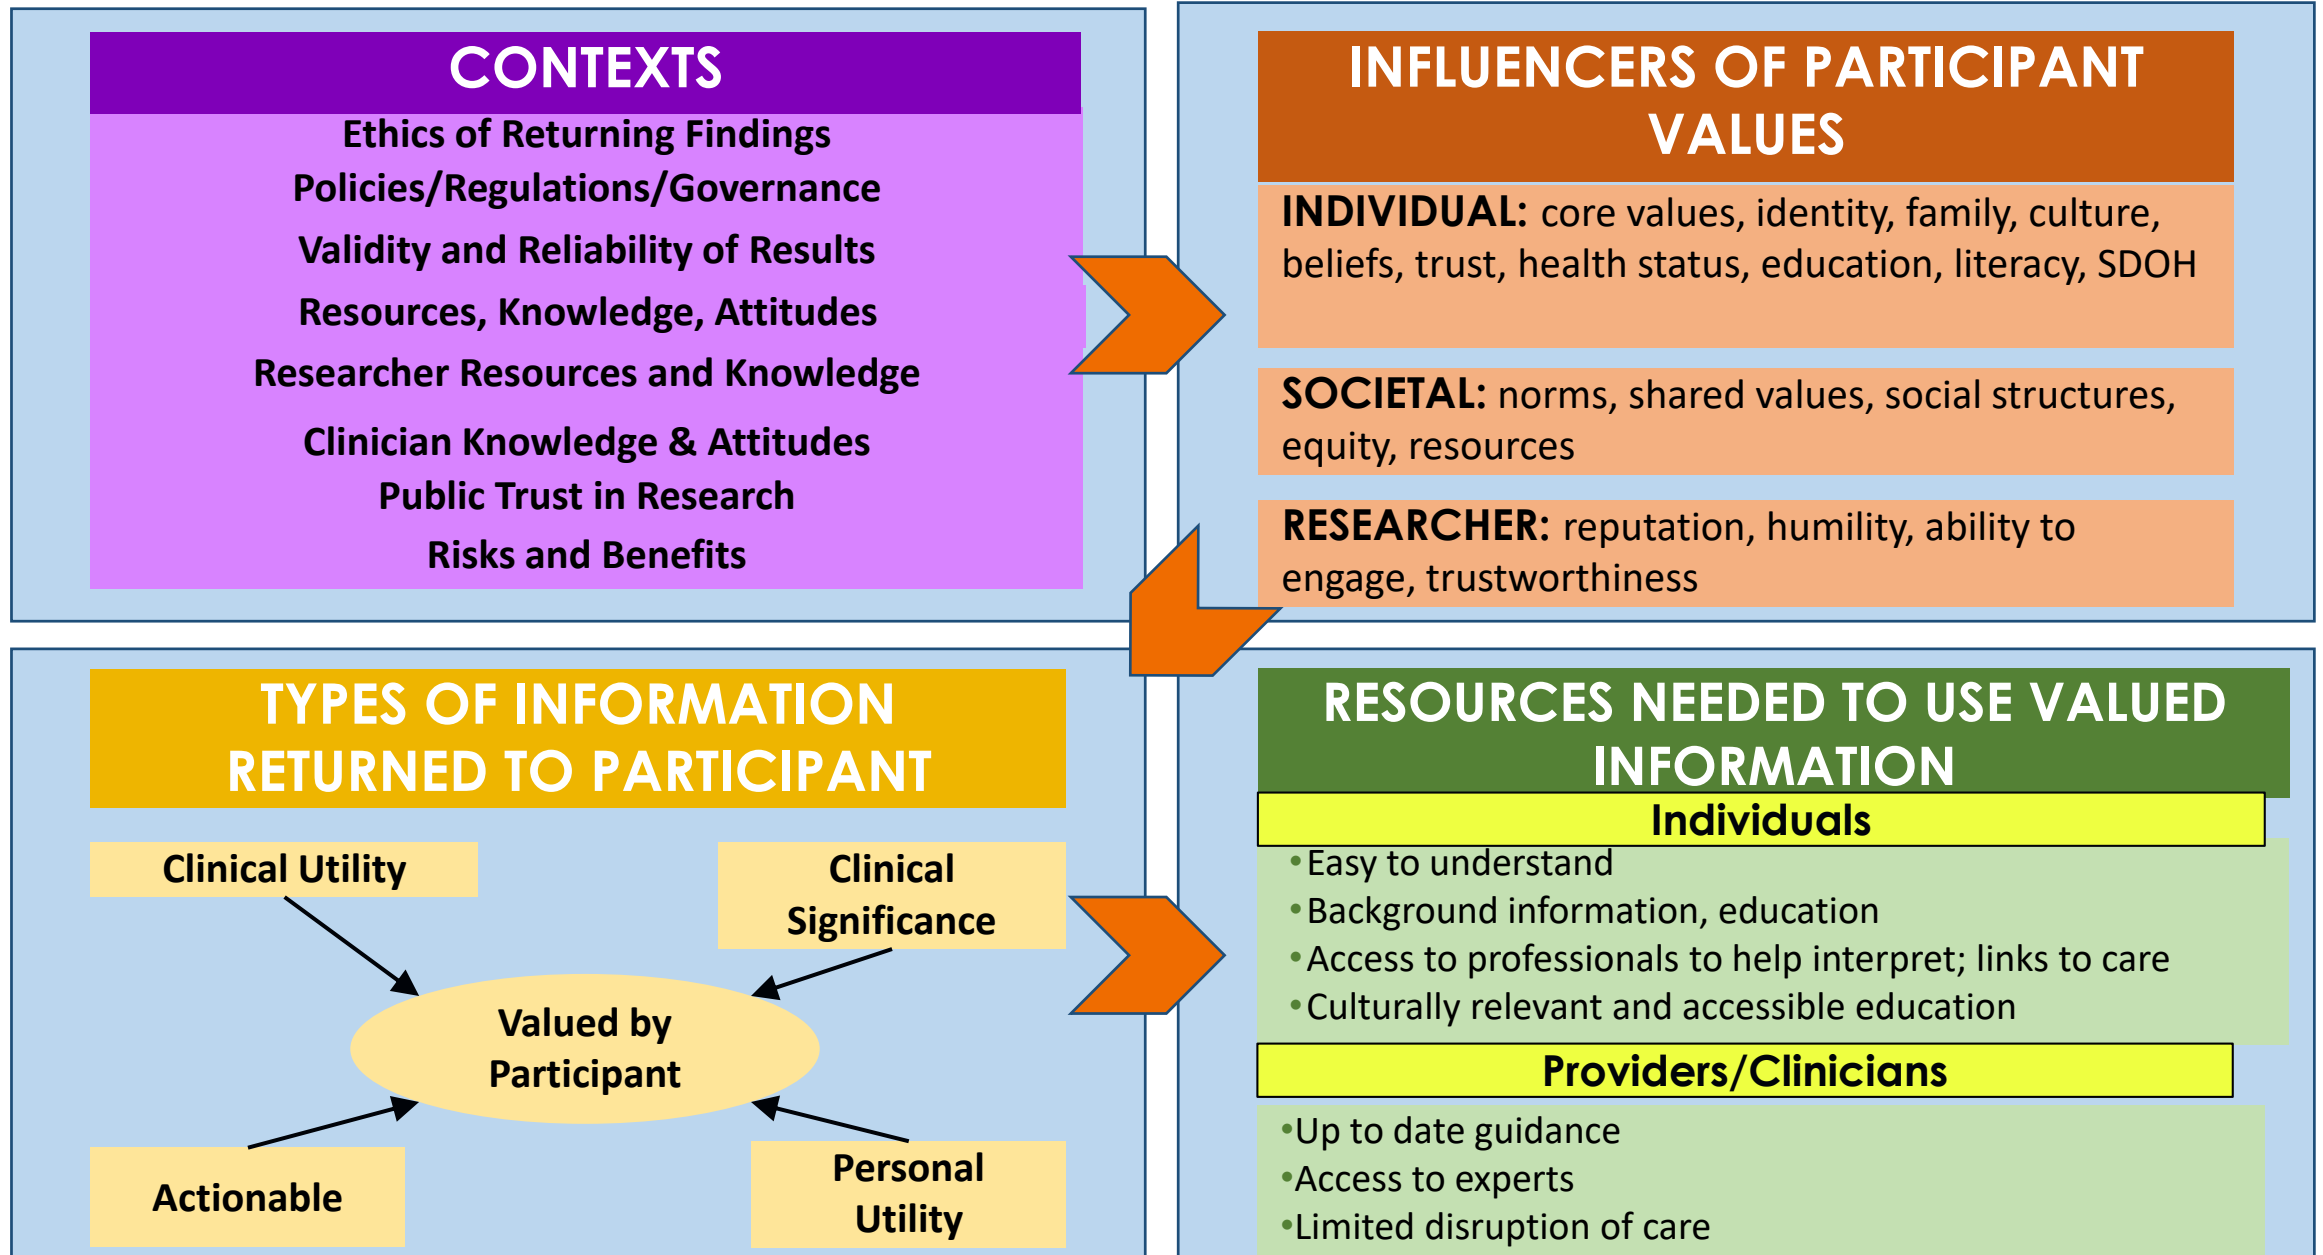 CONTEXTS
Ethics of Returning Findings
Policies/Regulations/Governance
Validity and Reliability of Results
Resources, Knowledge, Attitudes
Researcher Resources and Knowledge
Clinician Knowledge & Attitudes
Public Trust in Research
Risks and Benefits
INFLUENCERS OF PARTICIPANT
VALUES
INDIVIDUAL: core values, identity, family, culture,
beliefs, trust, health status, education, literacy, SDOH
SOCIETAL: norms, shared values, social structures,
equity, resources
RESEARCHER: reputation, humility, ability to
engage, trustworthiness
TYPES OF INFORMATION
RETURNED TO PARTICIPANT
Clinical Utility
Clinical
Significance
Valued by
Participant
Actionable
Personal
Utility
RESOURCES NEEDED TO USE VALUED
INFORMATION
Individuals
•Easy to understand
•Background information, education
•Access to professionals to help interpret; links to care
•Culturally relevant and accessible education
Providers/Clinicians
•Up to date guidance
•Access to experts
•Limited disruption of care